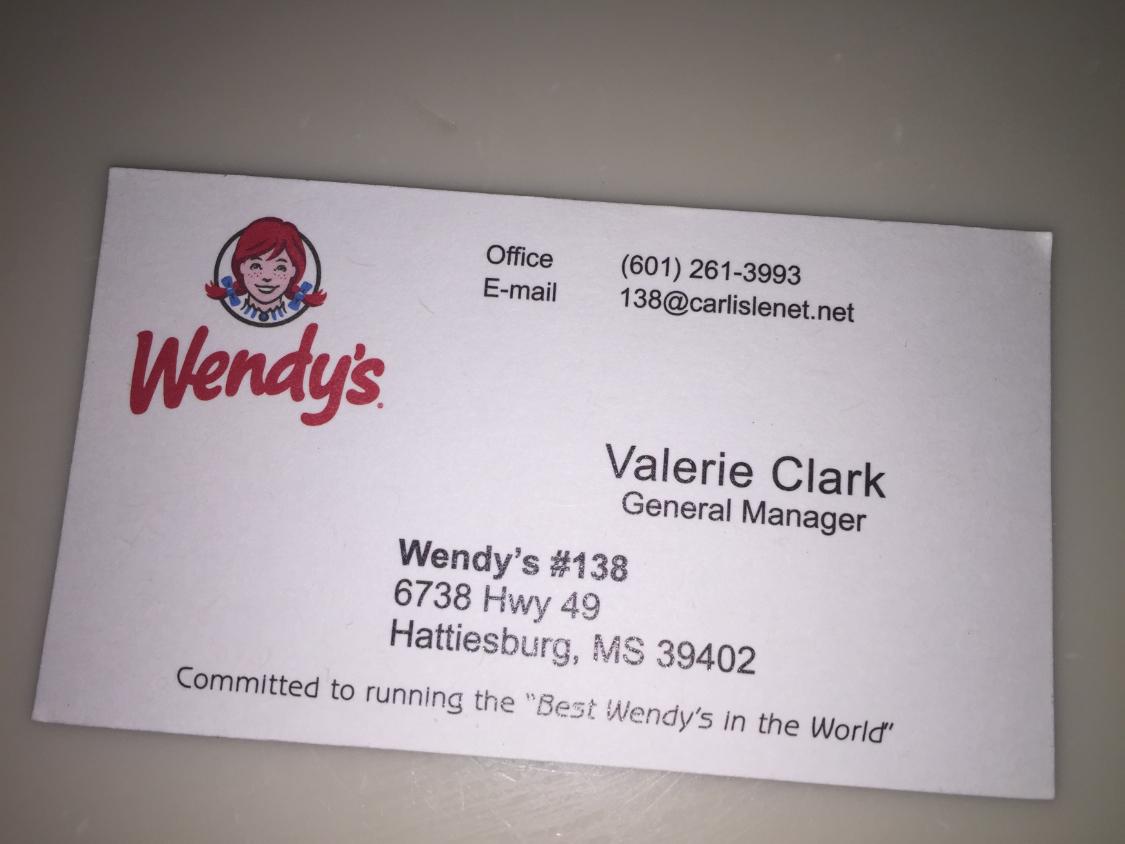 Wendy's
Office (601) 261-3993
E-mail 138@carlislenet.net
Valerie Clark
General Manager
Wendy's #138
6738 Hwy 49
Hattiesburg, MS 39402
Committed to running the "Best Wendy's in the World"